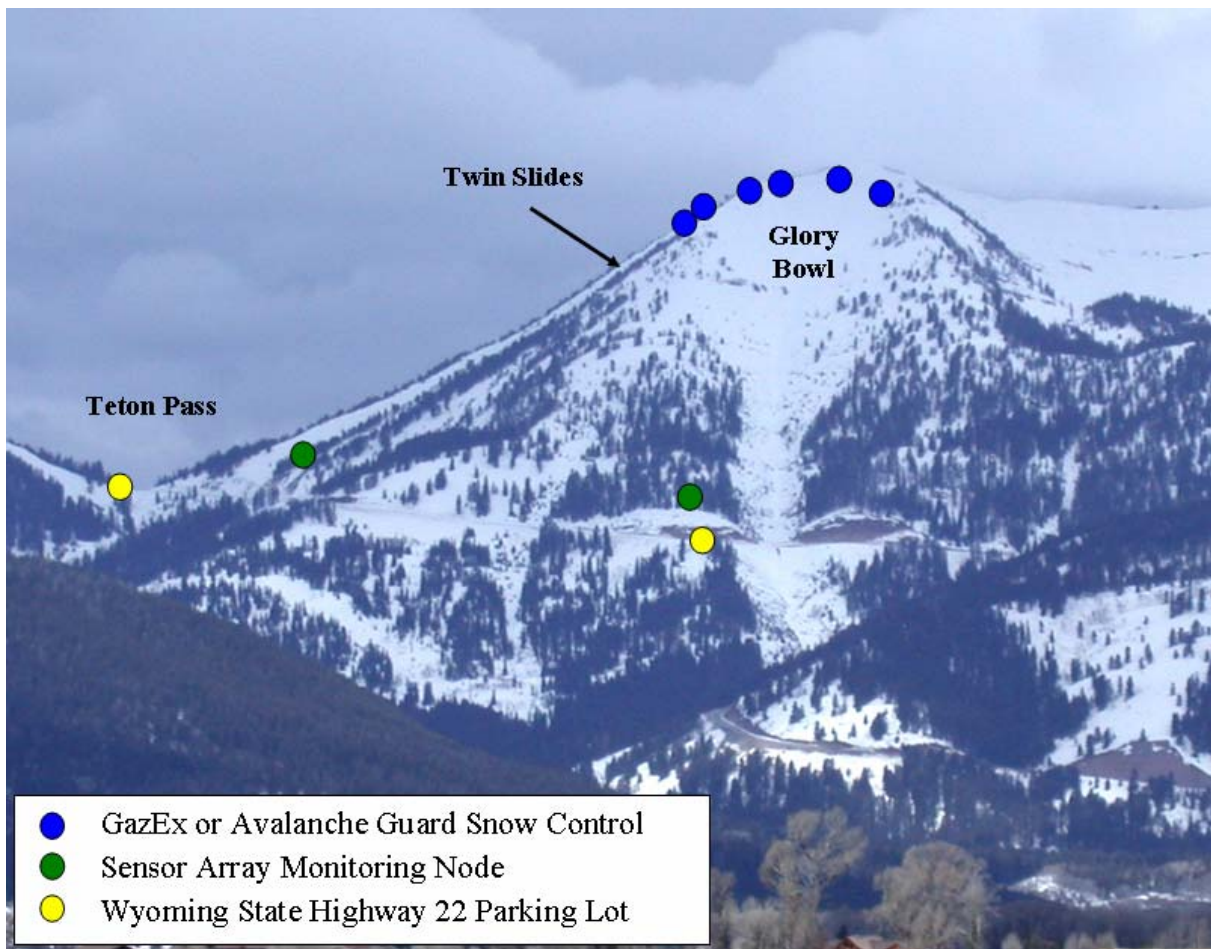 Twin Slides
Glory
Bowl
Teton Pass
GazEx or Avalanche Guard Snow Control
Sensor Array Monitoring Node
Wyoming State Highway 22 Parking Lot